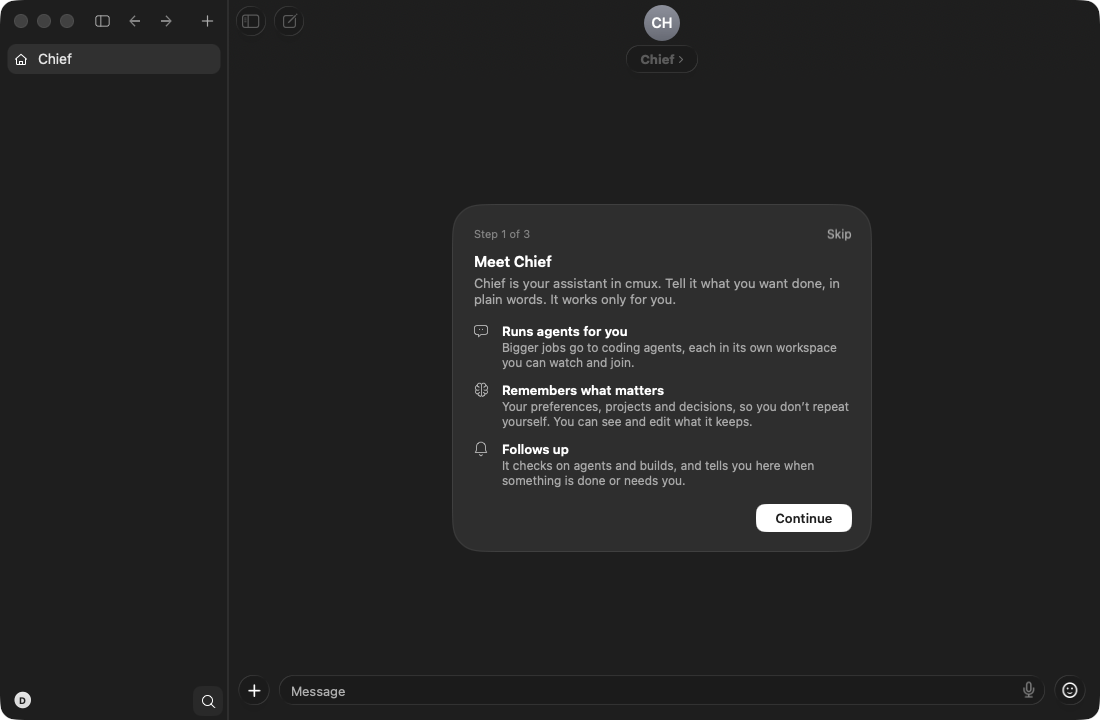 Chief
CH
Chief
Step 1 of 3
Skip
Meet Chief
Chief is your assistant in cmux. Tell it what you want done, in
plain words. It works only for you.
Runs agents for you
Bigger jobs go to coding agents, each in its own workspace
you can watch and join.
Remembers what matters
Your preferences, projects and decisions, so you don’t repeat
yourself. You can see and edit what it keeps.
Follows up
It checks on agents and builds, and tells you here when
something is done or needs you.
Continue
D
Message